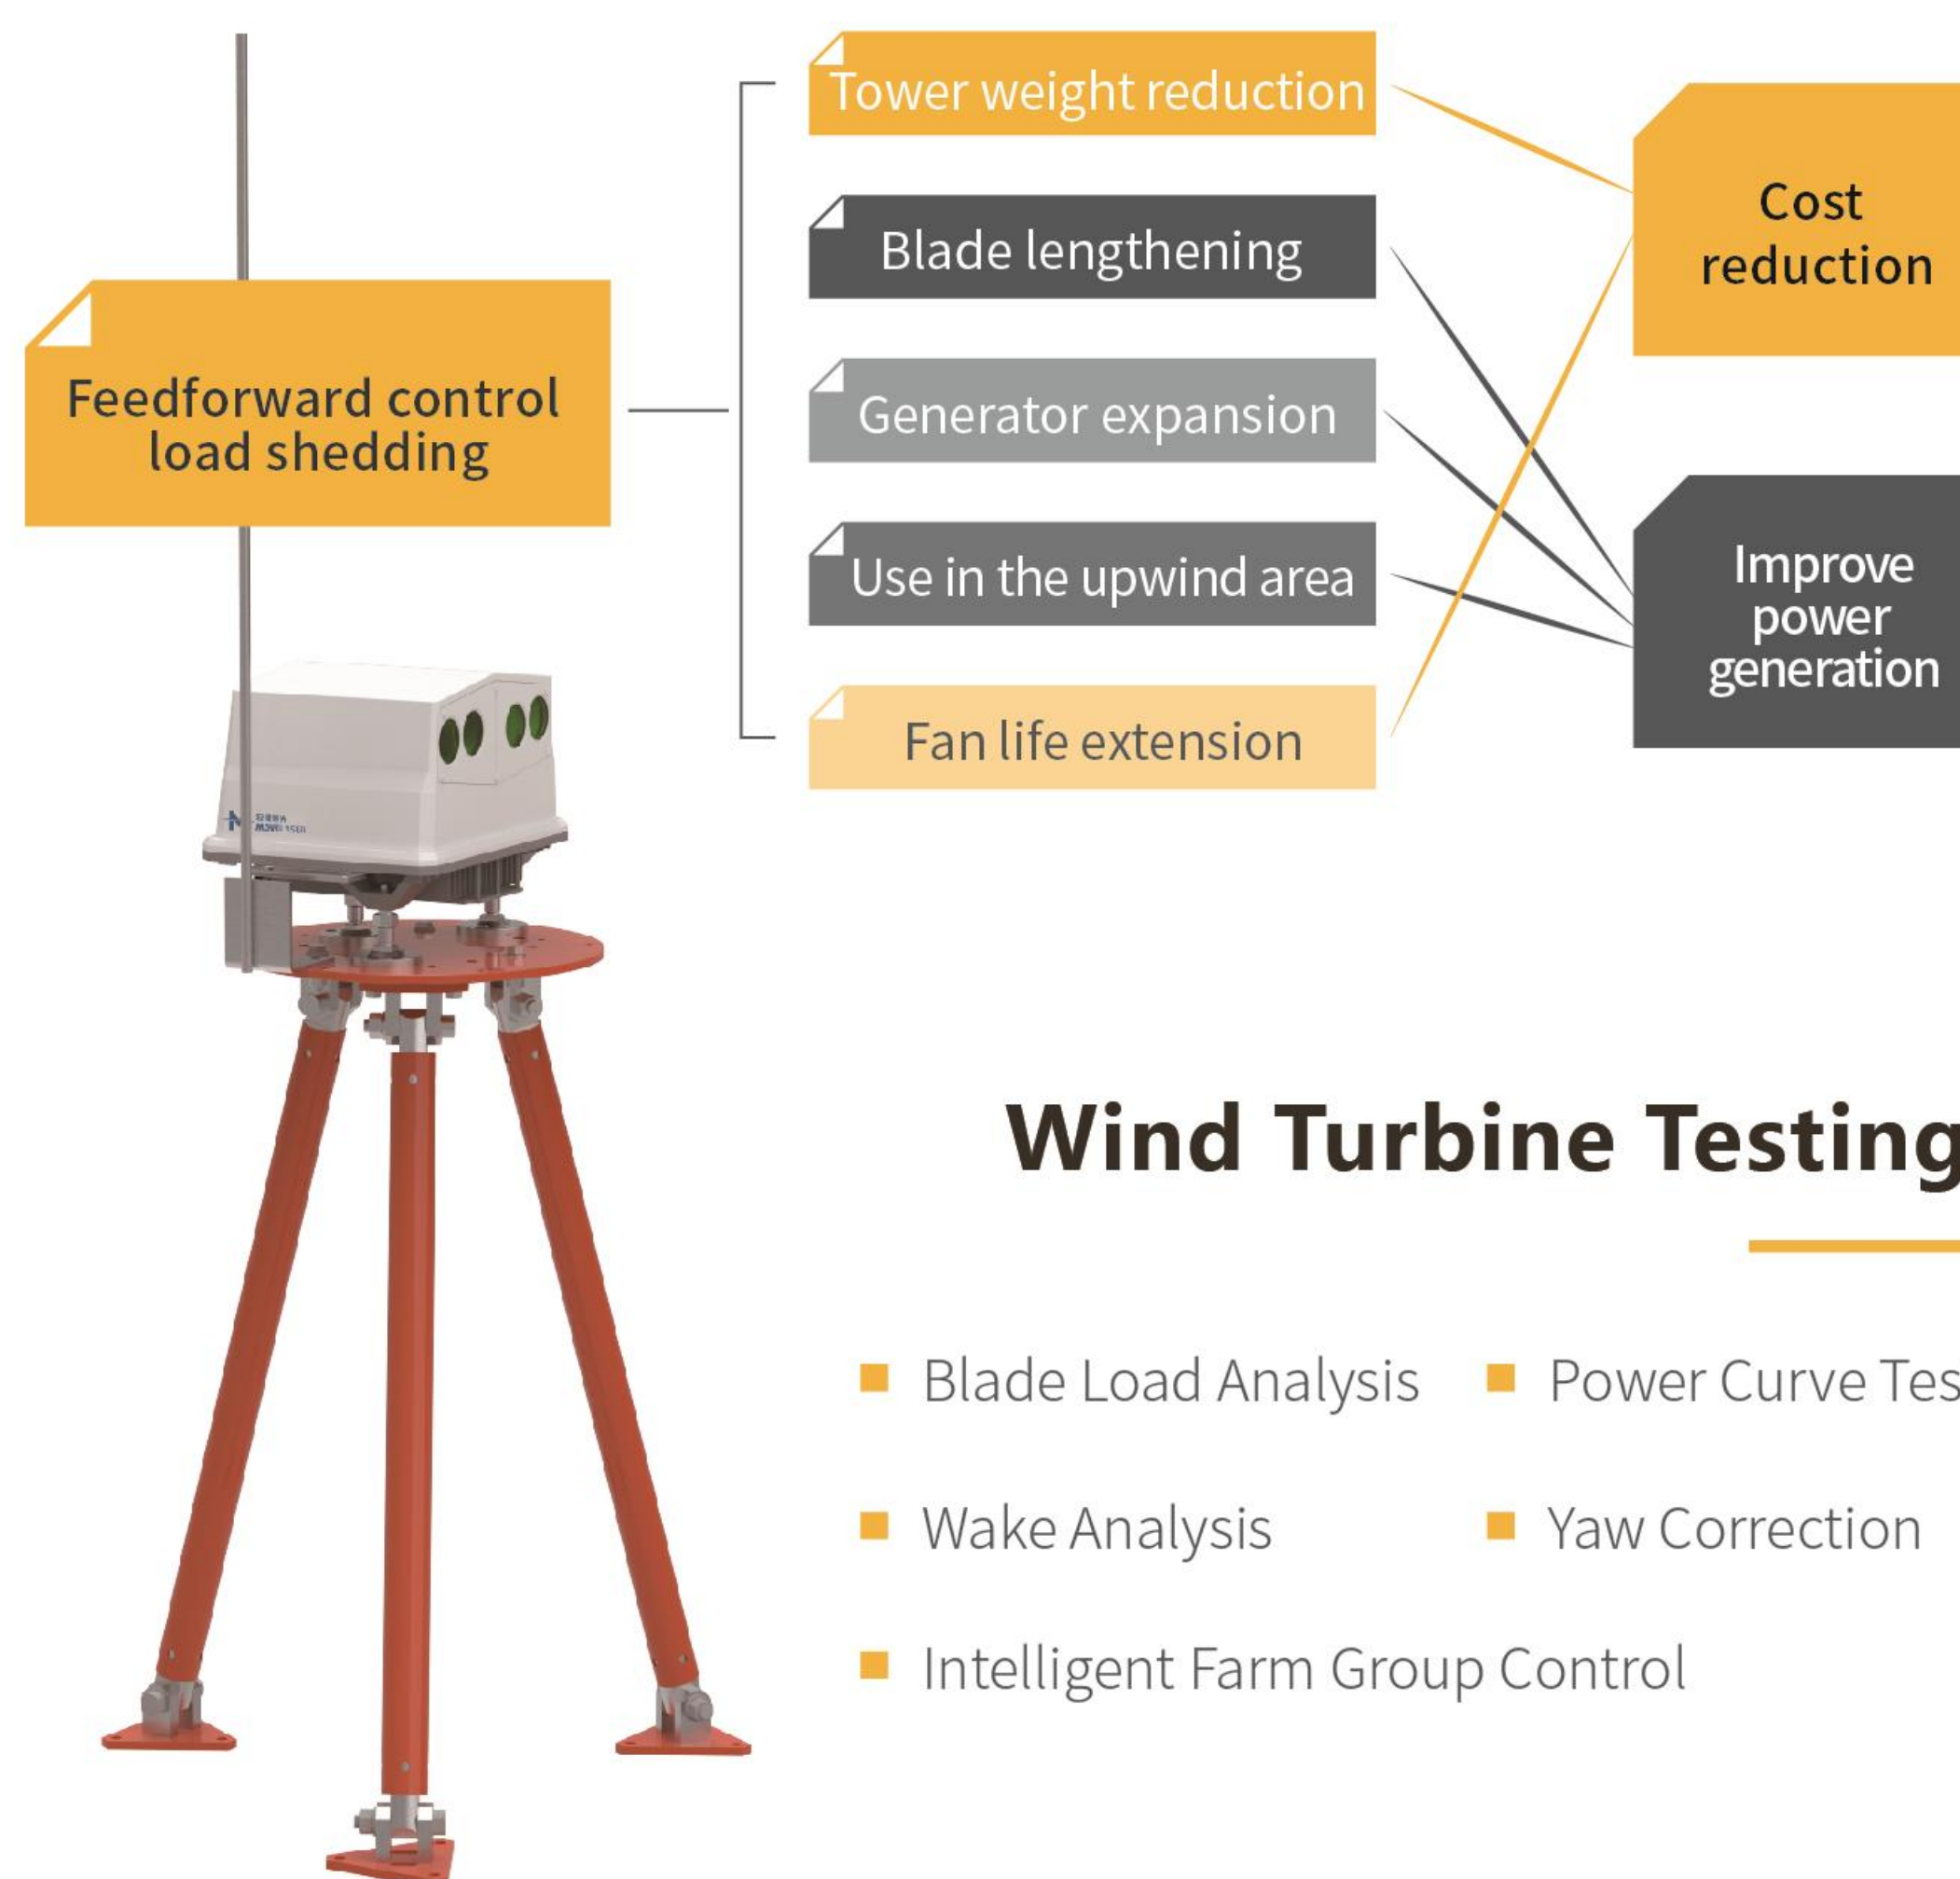 Tower weight reduction
Blade lengthening
Generator expansion
Use in the upwind area
Fan life extension
Feedforward control
load shedding
Cost
reduction
Improve
power
generation
Wind Turbine Testing
Blade Load Analysis
Power Curve Tes
Wake Analysis
Yaw Correction
Intelligent Farm Group Control